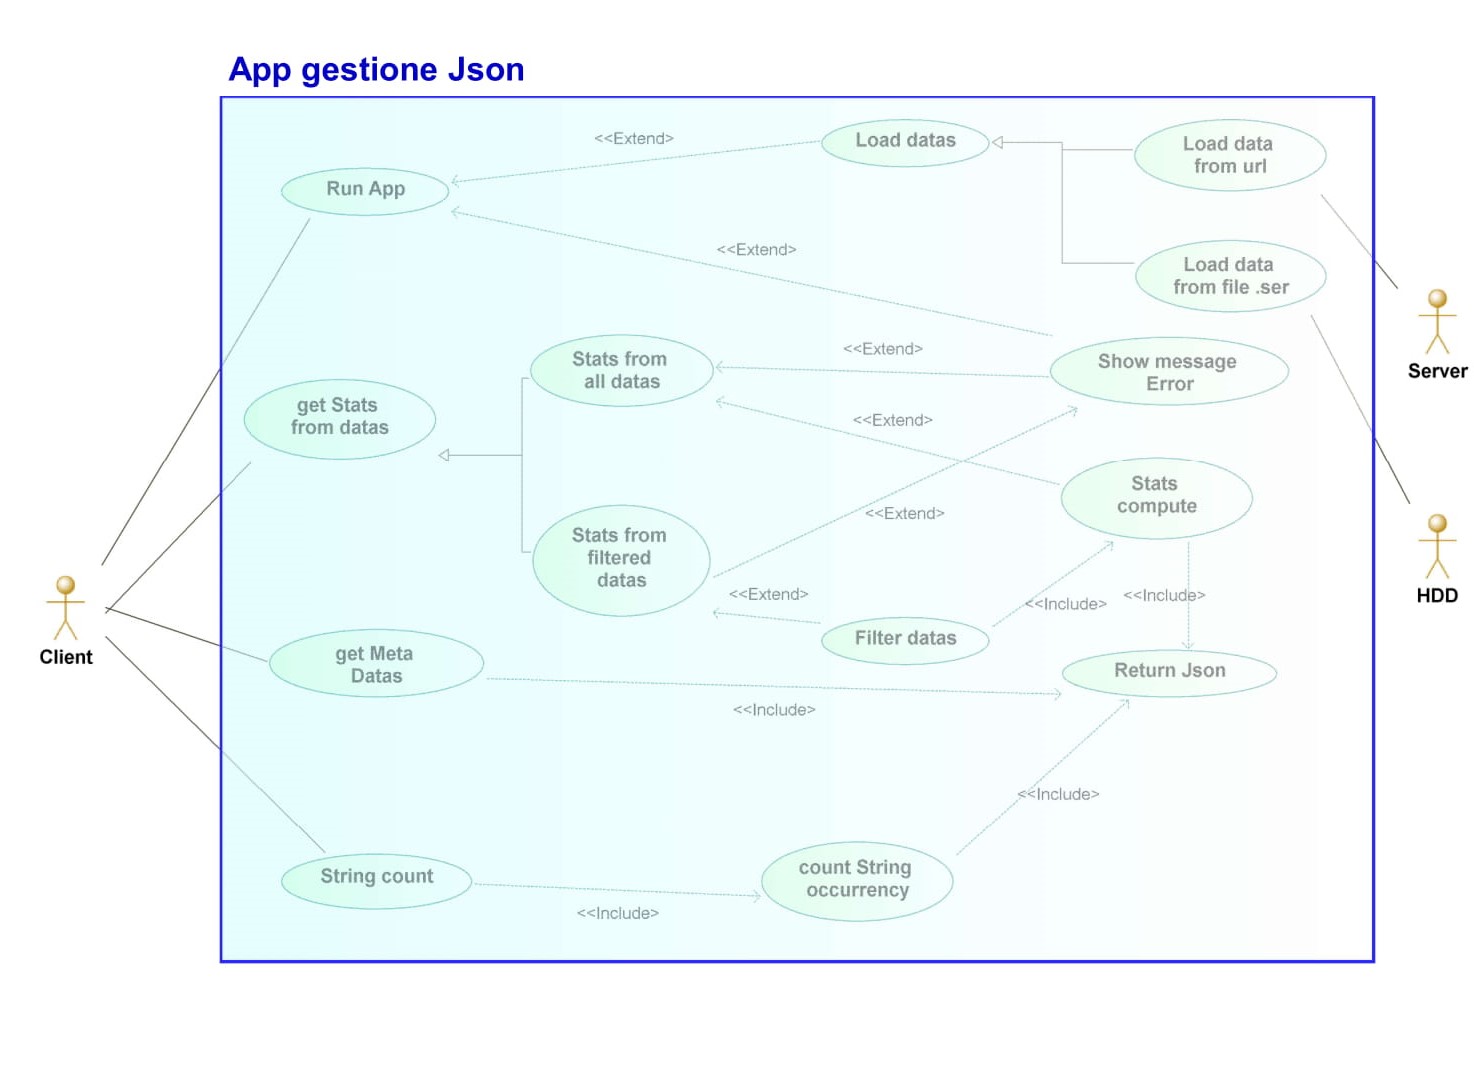 App gestione Json
<<Extend>
Load datas
Load data
from url
Run App
<<Extend>
Load data
from file .ser
Server
Stats from
all datas
<<Extend>
Show message
Error
get Stats
from datas
<<Extend>
Stats
compute
<<Extend>
Stats from
filtered
datas
<<Extend>
<<Include>
<<Include>
HDD
Client
Filter datas
get Meta
Datas
Return Json
<<Include>
<<Include>
String count
count String
occurrency
<<Include>